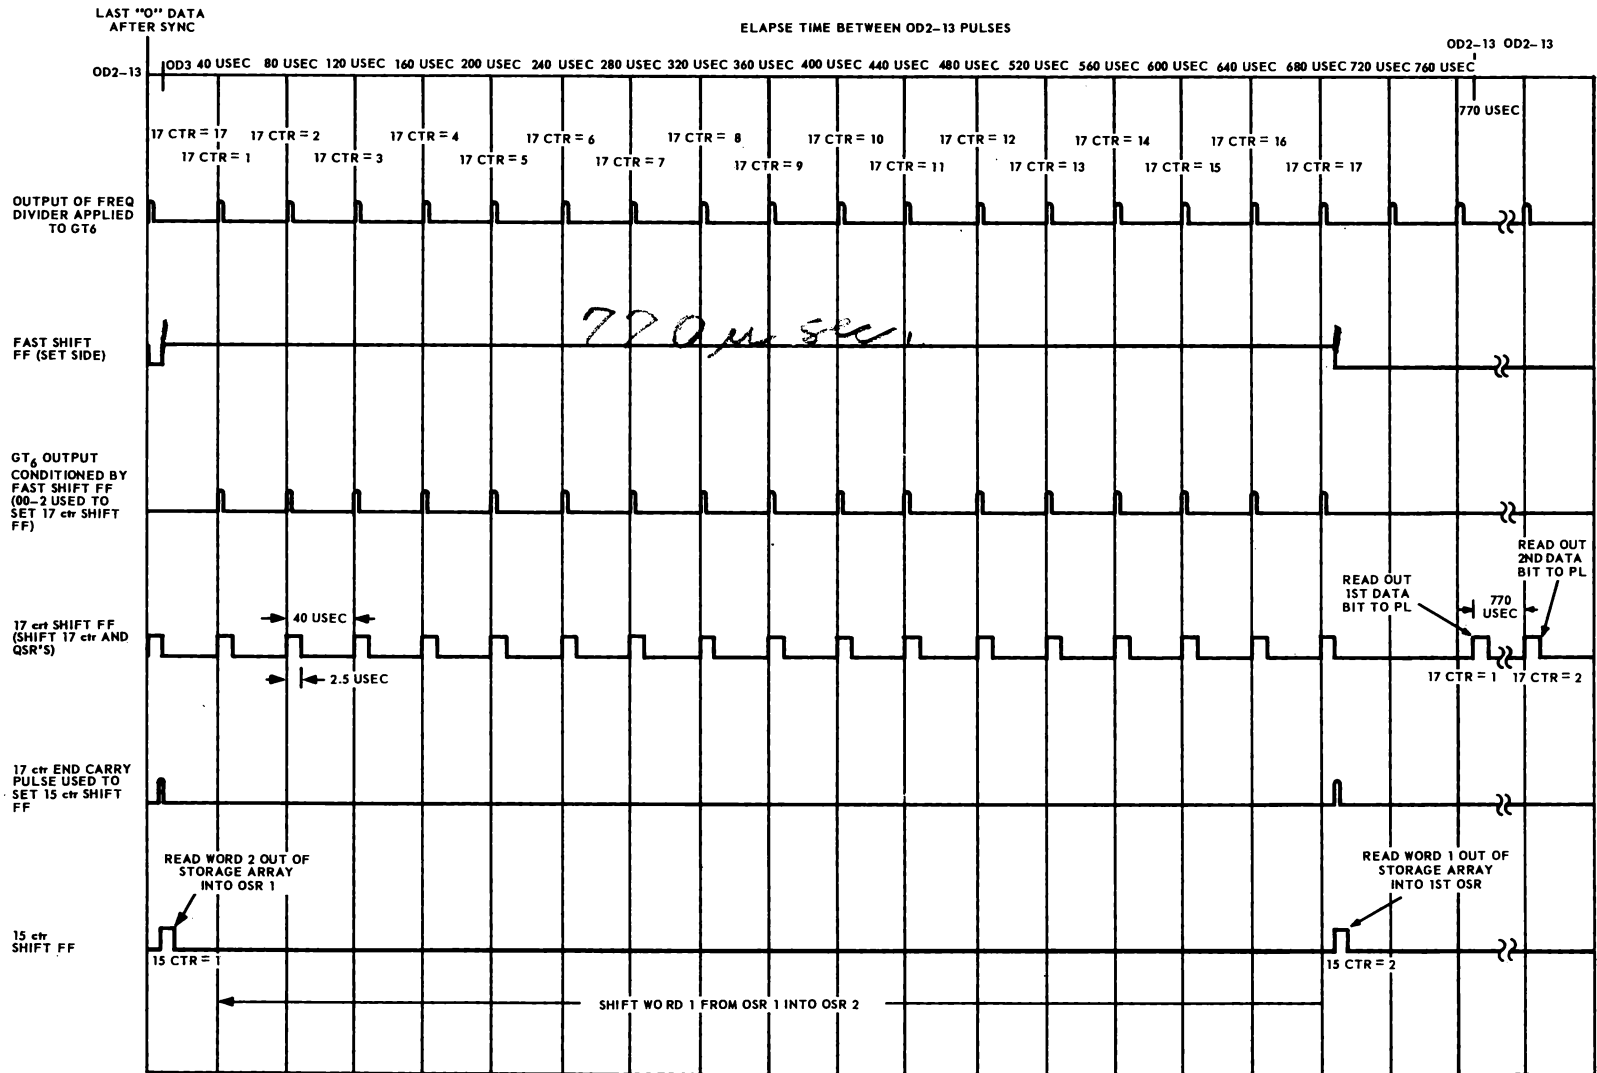 LAST "O" DATA
AFTER SYNC
ELAPSE TIME BETWEEN OD2-13 PULSES
OD2-13 OD2-13
OD2-13 OD3 40 USEC 80 USEC 120 USEC 160 USEC 200 USEC 240 USEC 280 USEC 320 USEC 360 USEC 400 USEC 440 USEC 480 USEC 520 USEC 560 USEC 600 USEC 640 USEC 680 USEC 720 USEC 760 USEC
770 USEC
17 CTR = 17 17 CTR = 2 17 CTR = 4 17 CTR = 6 17 CTR = 8 17 CTR = 10 17 CTR = 12 17 CTR = 14 17 CTR = 16
17 CTR = 1 17 CTR = 3 17 CTR = 5 17 CTR = 7 17 CTR = 9 17 CTR = 11 17 CTR = 13 17 CTR = 15 17 CTR = 17
OUTPUT OF FREQ
DIVIDER APPLIED
TO GT6
770 µ sec.
FAST SHIFT
FF (SET SIDE)
GT6 OUTPUT
CONDITIONED BY
FAST SHIFT FF
(00-2 USED TO
SET 17 ctr SHIFT
FF)
READ OUT
2ND DATA
BIT TO PL
READ OUT
1ST DATA
BIT TO PL
770
USEC
17 crt SHIFT FF
(SHIFT 17 ctr AND
QSR'S)
40 USEC
2.5 USEC
17 CTR = 1 17 CTR = 2
17 ctr END CARRY
PULSE USED TO
SET 15 ctr SHIFT
FF
READ WORD 2 OUT OF
STORAGE ARRAY
INTO OSR 1
READ WORD 1 OUT OF
STORAGE ARRAY
INTO 1ST OSR
15 ctr
SHIFT FF
15 CTR = 1
15 CTR = 2
SHIFT WORD 1 FROM OSR 1 INTO OSR 2